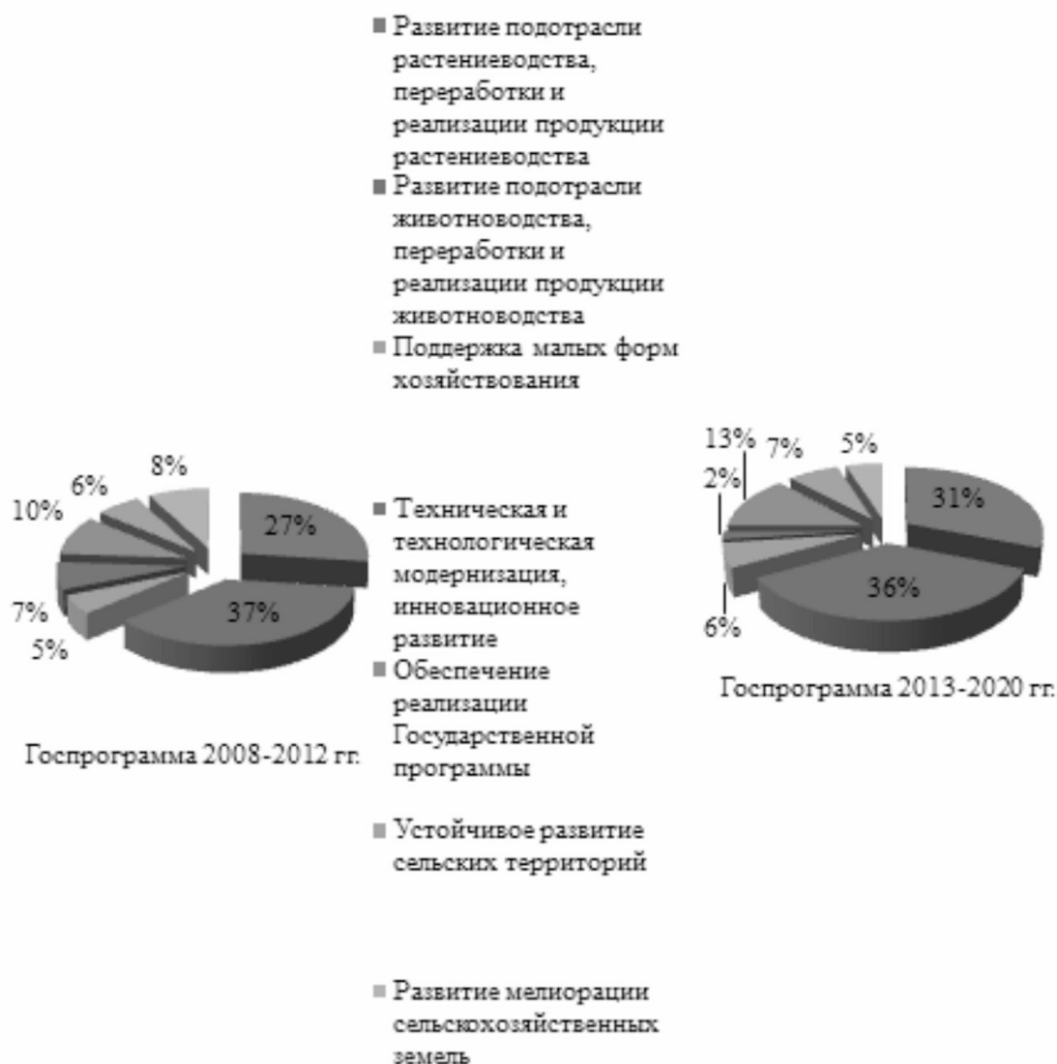 Развитие подотрасли
растениеводства,
переработки и
реализации продукции
растениеводства
Развитие подотрасли
животноводства,
переработки и
реализации продукции
животноводства
Поддержка малых форм
хозяйствования
Техническая и
технологическая
модернизация,
инновационное
развитие
Обеспечение
реализации
Государственной
программы
Устойчивое развитие
сельских территорий
Развитие мелиорации
сельскохозяйственных
земель
8%
6%
10%
27%
37%
7%
5%
Госпрограмма 2008-2012 гг.
13%
7%
5%
2%
31%
36%
6%
Госпрограмма 2013-2020 гг.